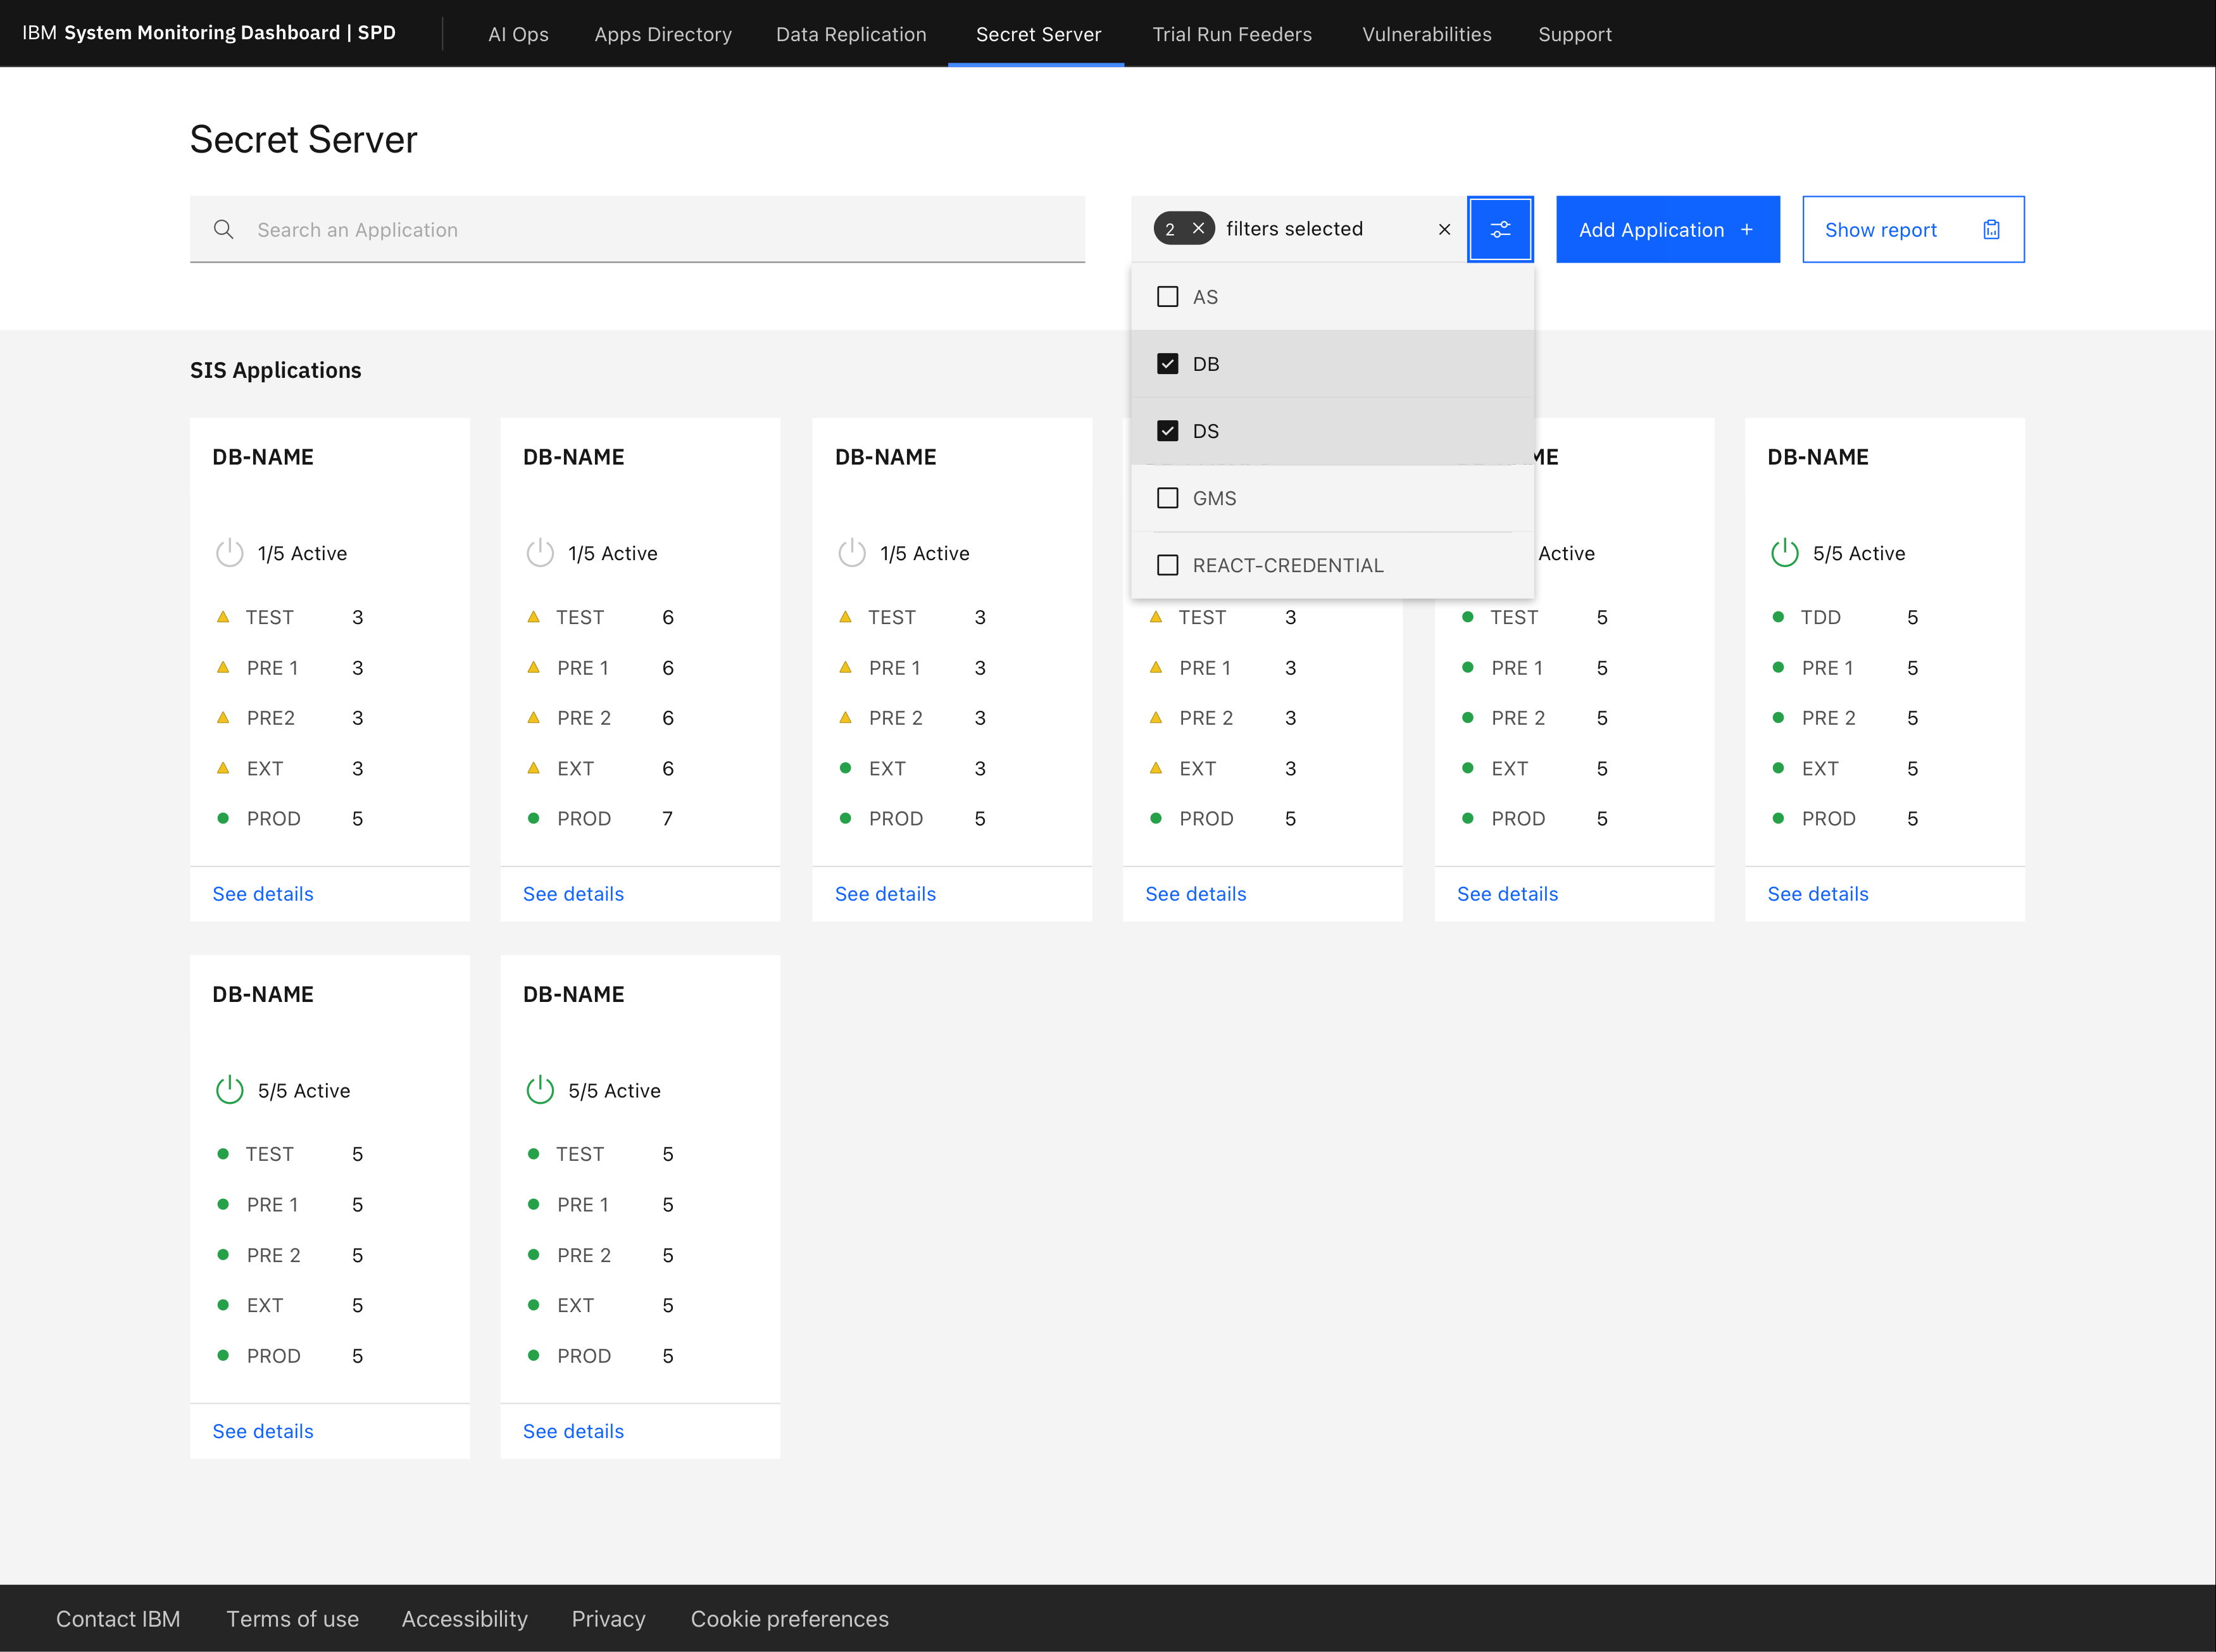 IBM System Monitoring Dashboard | SPD
AI Ops
Apps Directory
Data Replication
Secret Server
Trial Run Feeders
Vulnerabilities
Support
Secret Server
Search an Application
2
filters selected
Add Application +
Show report
AS
DB
DS
GMS
REACT-CREDENTIAL
SIS Applications
DB-NAME
1/5 Active
TEST 3
PRE 1 3
PRE2 3
EXT 3
PROD 5
See details
DB-NAME
1/5 Active
TEST 6
PRE 1 6
PRE 2 6
EXT 6
PROD 7
See details
DB-NAME
1/5 Active
TEST 3
PRE 1 3
PRE 2 3
EXT 3
PROD 5
See details
TEST 3
PRE 1 3
PRE 2 3
EXT 3
PROD 5
See details
Active
TEST 5
PRE 1 5
PRE 2 5
EXT 5
PROD 5
See details
DB-NAME
5/5 Active
TDD 5
PRE 1 5
PRE 2 5
EXT 5
PROD 5
See details
DB-NAME
5/5 Active
TEST 5
PRE 1 5
PRE 2 5
EXT 5
PROD 5
See details
DB-NAME
5/5 Active
TEST 5
PRE 1 5
PRE 2 5
EXT 5
PROD 5
See details
Contact IBM
Terms of use
Accessibility
Privacy
Cookie preferences